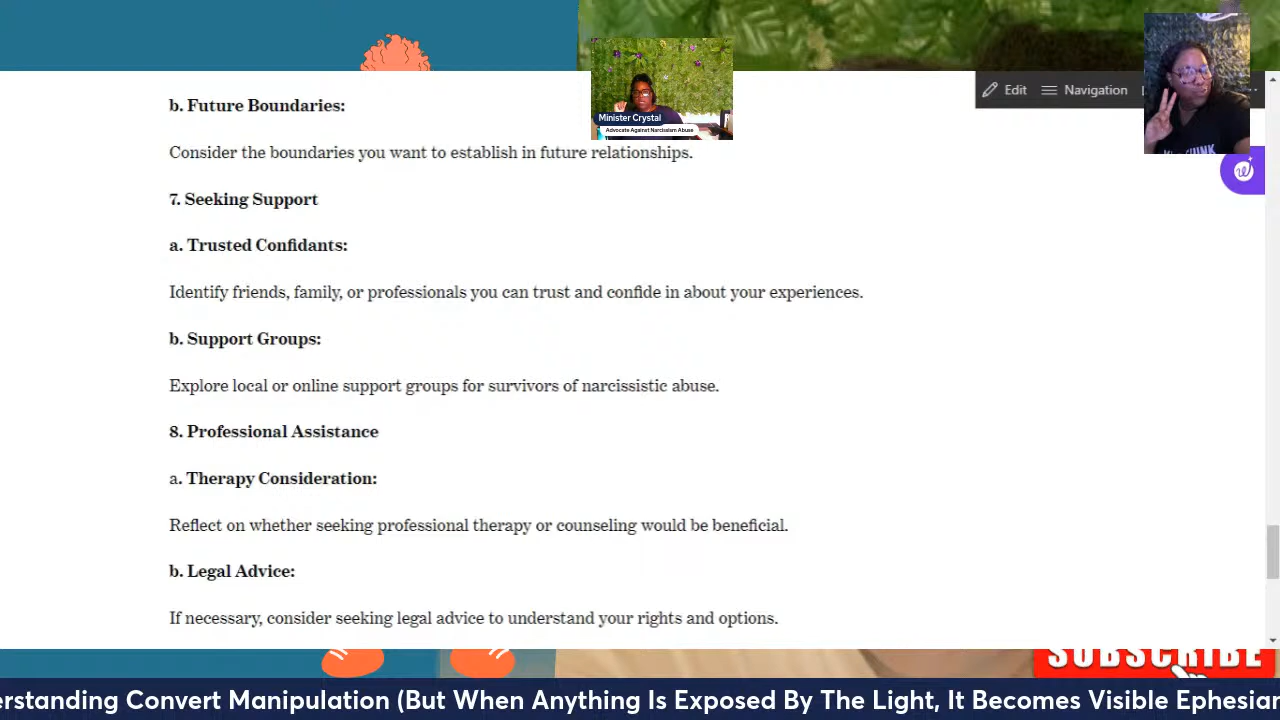 b. Future Boundaries:
Edit
Navigation
Minister Crystal
Advocate Against Narcissism Abuse
Consider the boundaries you want to establish in future relationships.
7. Seeking Support
a. Trusted Confidants:
Identify friends, family, or professionals you can trust and confide in about your experiences.
b. Support Groups:
Explore local or online support groups for survivors of narcissistic abuse.
8. Professional Assistance
a. Therapy Consideration:
Reflect on whether seeking professional therapy or counseling would be beneficial.
b. Legal Advice:
If necessary, consider seeking legal advice to understand your rights and options.
SUBSCRIBE
erstanding Convert Manipulation (But When Anything Is Exposed By The Light, It Becomes Visible Ephesian